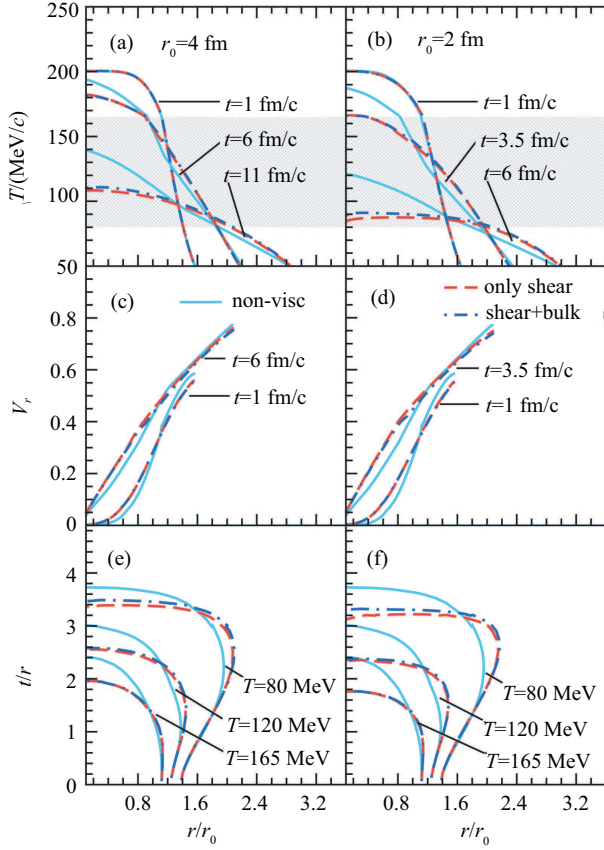 (a) r₀=4 fm
(b) r₀=2 fm
250
200
150
100
50
T/(MeV/c)
t=1 fm/c
t=6 fm/c
t=11 fm/c
t=1 fm/c
t=3.5 fm/c
t=6 fm/c
(c) non-visc
(d) only shear
shear+bulk
0.8
0.6
0.4
0.2
0
V_r
t=6 fm/c
t=1 fm/c
t=3.5 fm/c
t=1 fm/c
(e)
(f)
4
3
2
1
0
t/r
T=80 MeV
T=120 MeV
T=165 MeV
T=80 MeV
T=120 MeV
T=165 MeV
0.8 1.6 2.4 3.2
0.8 1.6 2.4 3.2
r/r₀
r/r₀